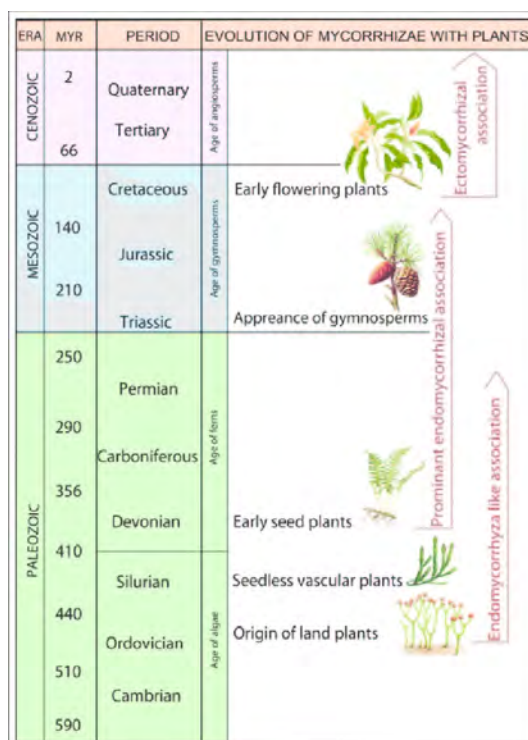 ERA MYR PERIOD EVOLUTION OF MYCORRHIZAE WITH PLANTS
CENOZOIC
2
Quaternary
Tertiary
66
Age of angiosperms
Ectomycorrhizal
association
MESOZOIC
Cretaceous
Early flowering plants
140
Jurassic
210
Triassic
Age of gymnosperms
Appreance of gymnosperms
Prominant endomycorrhizal association
PALEOZOIC
250
Permian
290
Carboniferous
356
Devonian
Age of ferns
Early seed plants
410
Silurian
Seedless vascular plants
440
Ordovician
Origin of land plants
510
Cambrian
590
Age of algae
Endomycorrhyza like association